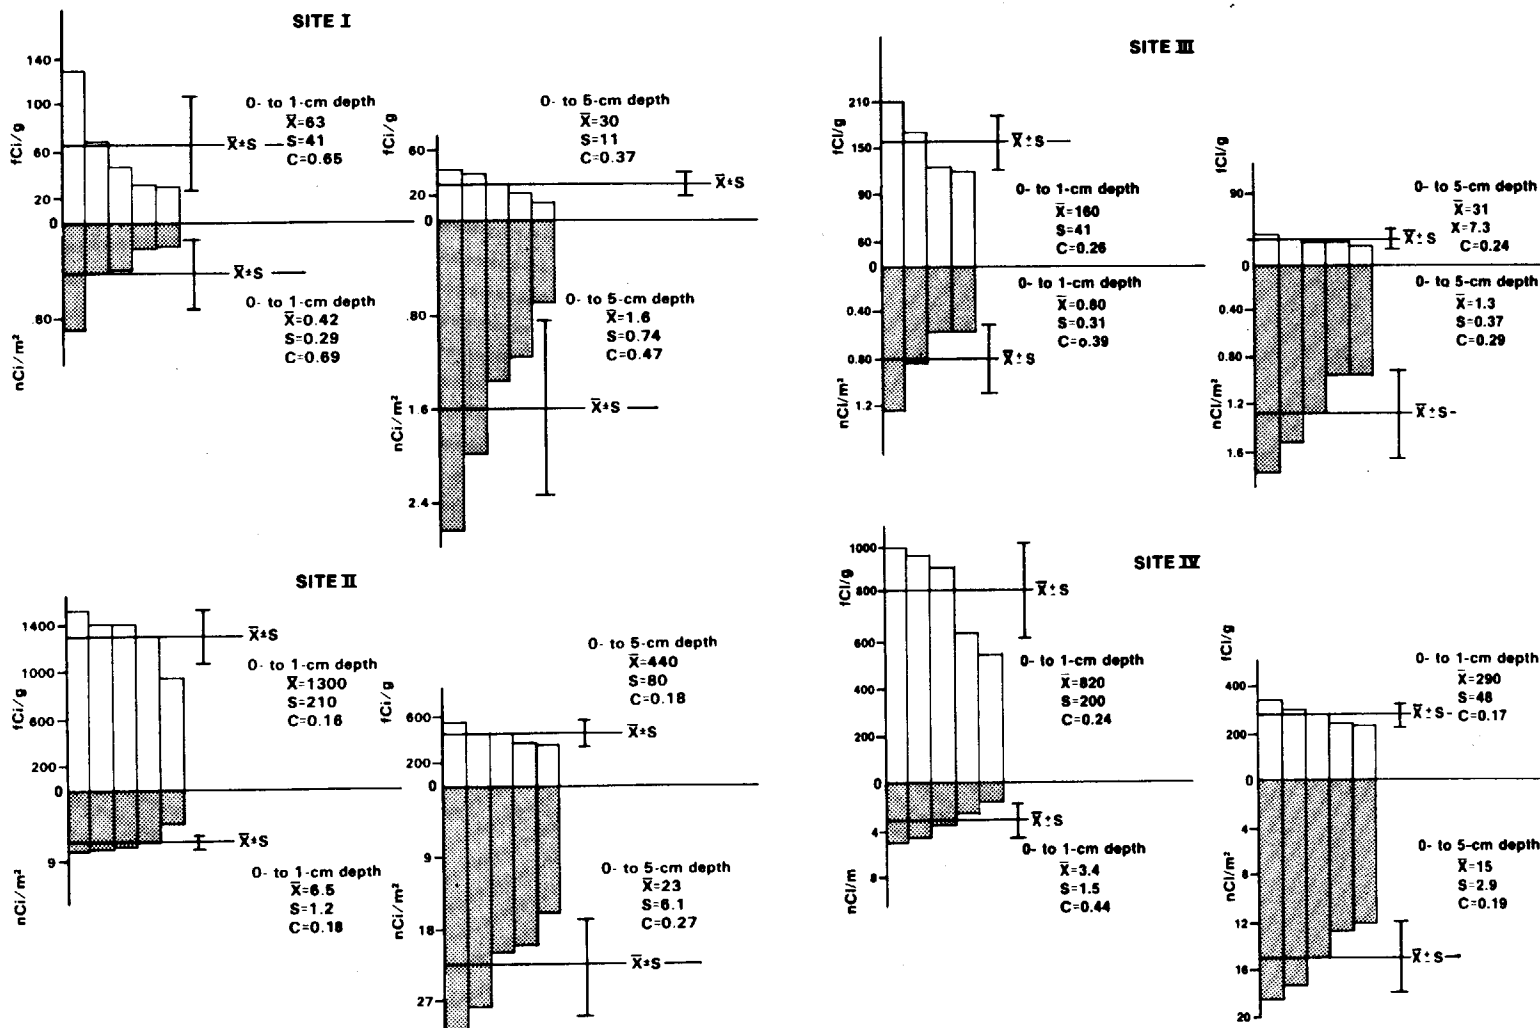 SITE I
140
100
60
20
0
.80
fCi/g
nCi/m²
0- to 1-cm depth
X̅=63
S=41
C=0.65
X̅±S
X̅±S
0- to 1-cm depth
X̅=0.42
S=0.29
C=0.69
fCi/g
60
20
0
.80
1.6
2.4
nCi/m²
0- to 5-cm depth
X̅=30
S=11
C=0.37
X̅±S
0- to 5-cm depth
X̅=1.6
S=0.74
C=0.47
X̅±S
SITE III
fCi/g
210
150
90
60
0
0.40
0.80
1.2
nCi/m²
X̅±S
0- to 1-cm depth
X̅=160
S=41
C=0.26
0- to 1-cm depth
X̅=0.80
S=0.31
C=o.39
X̅±S
fCi/g
90
0
0.40
0.80
1.2
1.6
nCi/m²
0- to 5-cm depth
X̅=31
X=7.3
C=0.24
X̅±S
0- to 5-cm depth
X̅=1.3
S=0.37
C=0.29
X̅±S-
SITE II
fCi/g
1400
1000
600
200
0
9
nCi/m²
X̅±S
0- to 1-cm depth
X̅=1300
S=210
C=0.16
X̅±S
0- to 1-cm depth
X̅=6.5
S=1.2
C=0.18
fCi/g
600
200
0
9
18
27
nCi/m²
0- to 5-cm depth
X̅=440
S=80
C=0.18
X̅±S
0- to 5-cm depth
X̅=23
S=6.1
C=0.27
X̅±S
SITE IV
fCi/g
1000
800
600
400
200
0
4
8
nCi/m
X̅±S
0- to 1-cm depth
X̅=820
S=200
C=0.24
X̅±S
0- to 1-cm depth
X̅=3.4
S=1.5
C=0.44
fCi/g
400
200
0
4
8
12
16
20
nCi/m²
0- to 1-cm depth
X̅=290
S=48
C=0.17
X̅±S-
0- to 5-cm depth
X̅=15
S=2.9
C=0.19
X̅±S